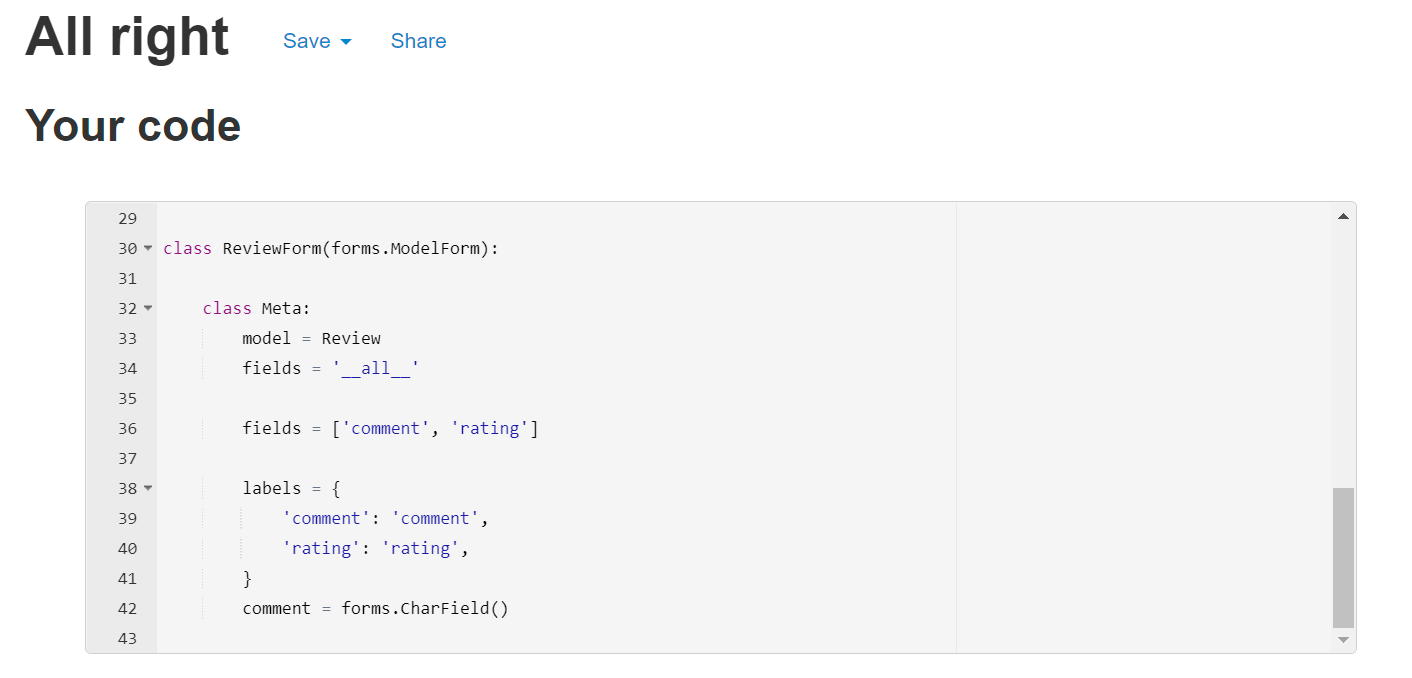 All right Save Share
Your code
29
30 class ReviewForm(forms.ModelForm):
31
32     class Meta:
33         model = Review
34         fields = '__all__'
35
36         fields = ['comment', 'rating']
37
38         labels = {
39             'comment': 'comment',
40             'rating': 'rating',
41         }
42         comment = forms.CharField()
43